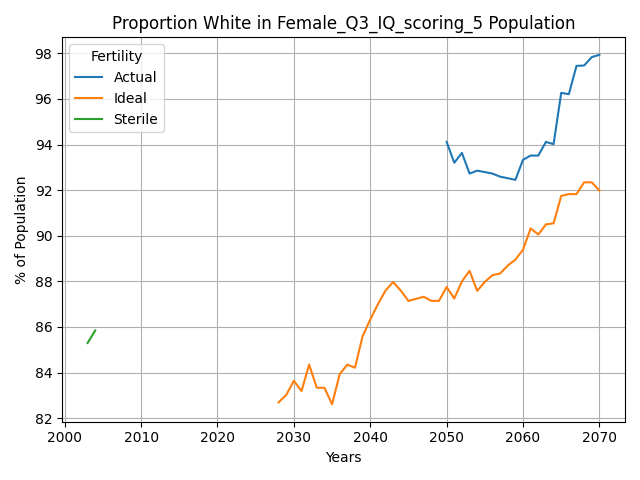 Proportion White in Female_Q3_IQ_scoring_5 Population
Fertility
Actual
Ideal
Sterile
% of Population
98
96
94
92
90
88
86
84
82
2000 2010 2020 2030 2040 2050 2060 2070
Years